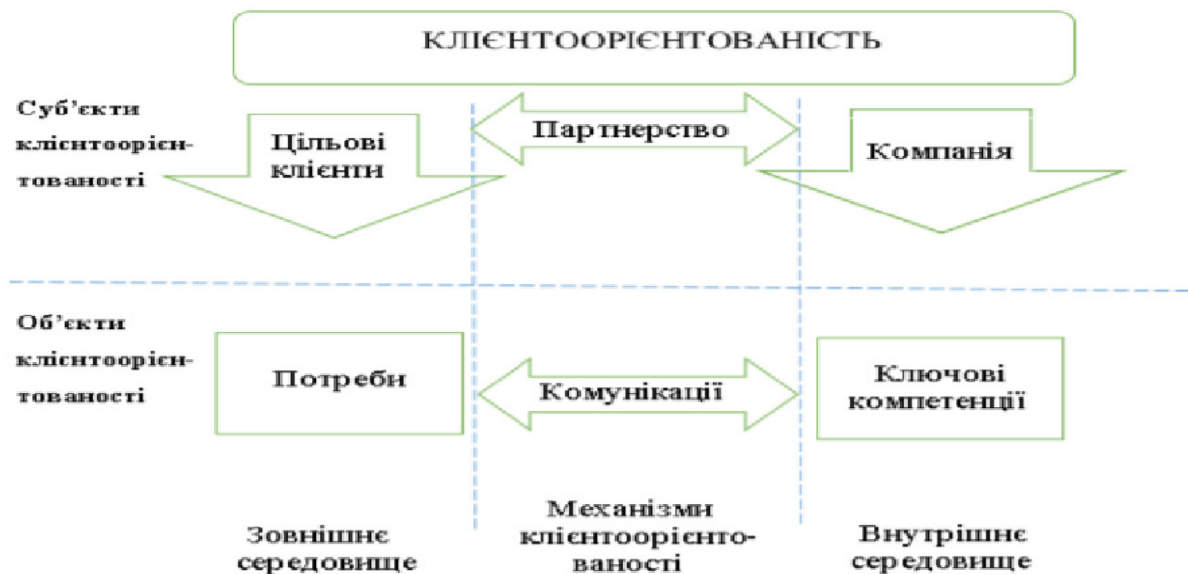 КЛІЄНТООРІЄНТОВАНІСТЬ
Суб’єкти
клієнтоорієн-
тованості
Цільові
клієнти
Партнерство
Компанія
Об’єкти
клієнтоорієн-
тованості
Потреби
Комунікації
Ключові
компетенції
Зовнішнє
середовище
Механізми
клієнтоорієнто-
ваності
Внутрішнє
середовище